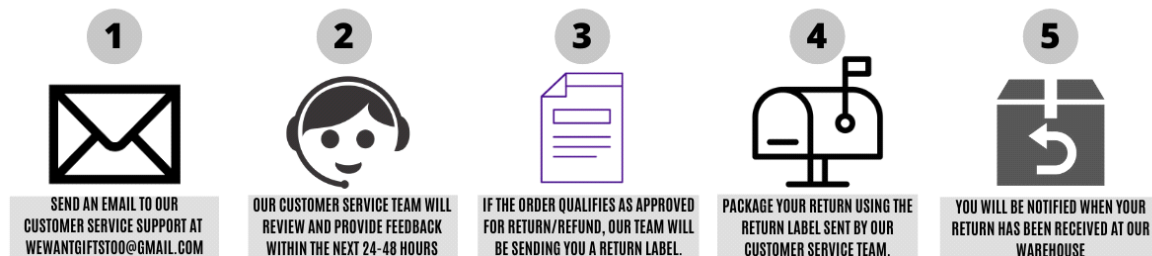 1
SEND AN EMAIL TO OUR
CUSTOMER SERVICE SUPPORT AT
WEWANTGIFTSTOO@GMAIL.COM
2
OUR CUSTOMER SERVICE TEAM WILL
REVIEW AND PROVIDE FEEDBACK
WITHIN THE NEXT 24-48 HOURS
3
IF THE ORDER QUALIFIES AS APPROVED
FOR RETURN/REFUND, OUR TEAM WILL
BE SENDING YOU A RETURN LABEL.
4
PACKAGE YOUR RETURN USING THE
RETURN LABEL SENT BY OUR
CUSTOMER SERVICE TEAM.
5
YOU WILL BE NOTIFIED WHEN YOUR
RETURN HAS BEEN RECEIVED AT OUR
WAREHOUSE